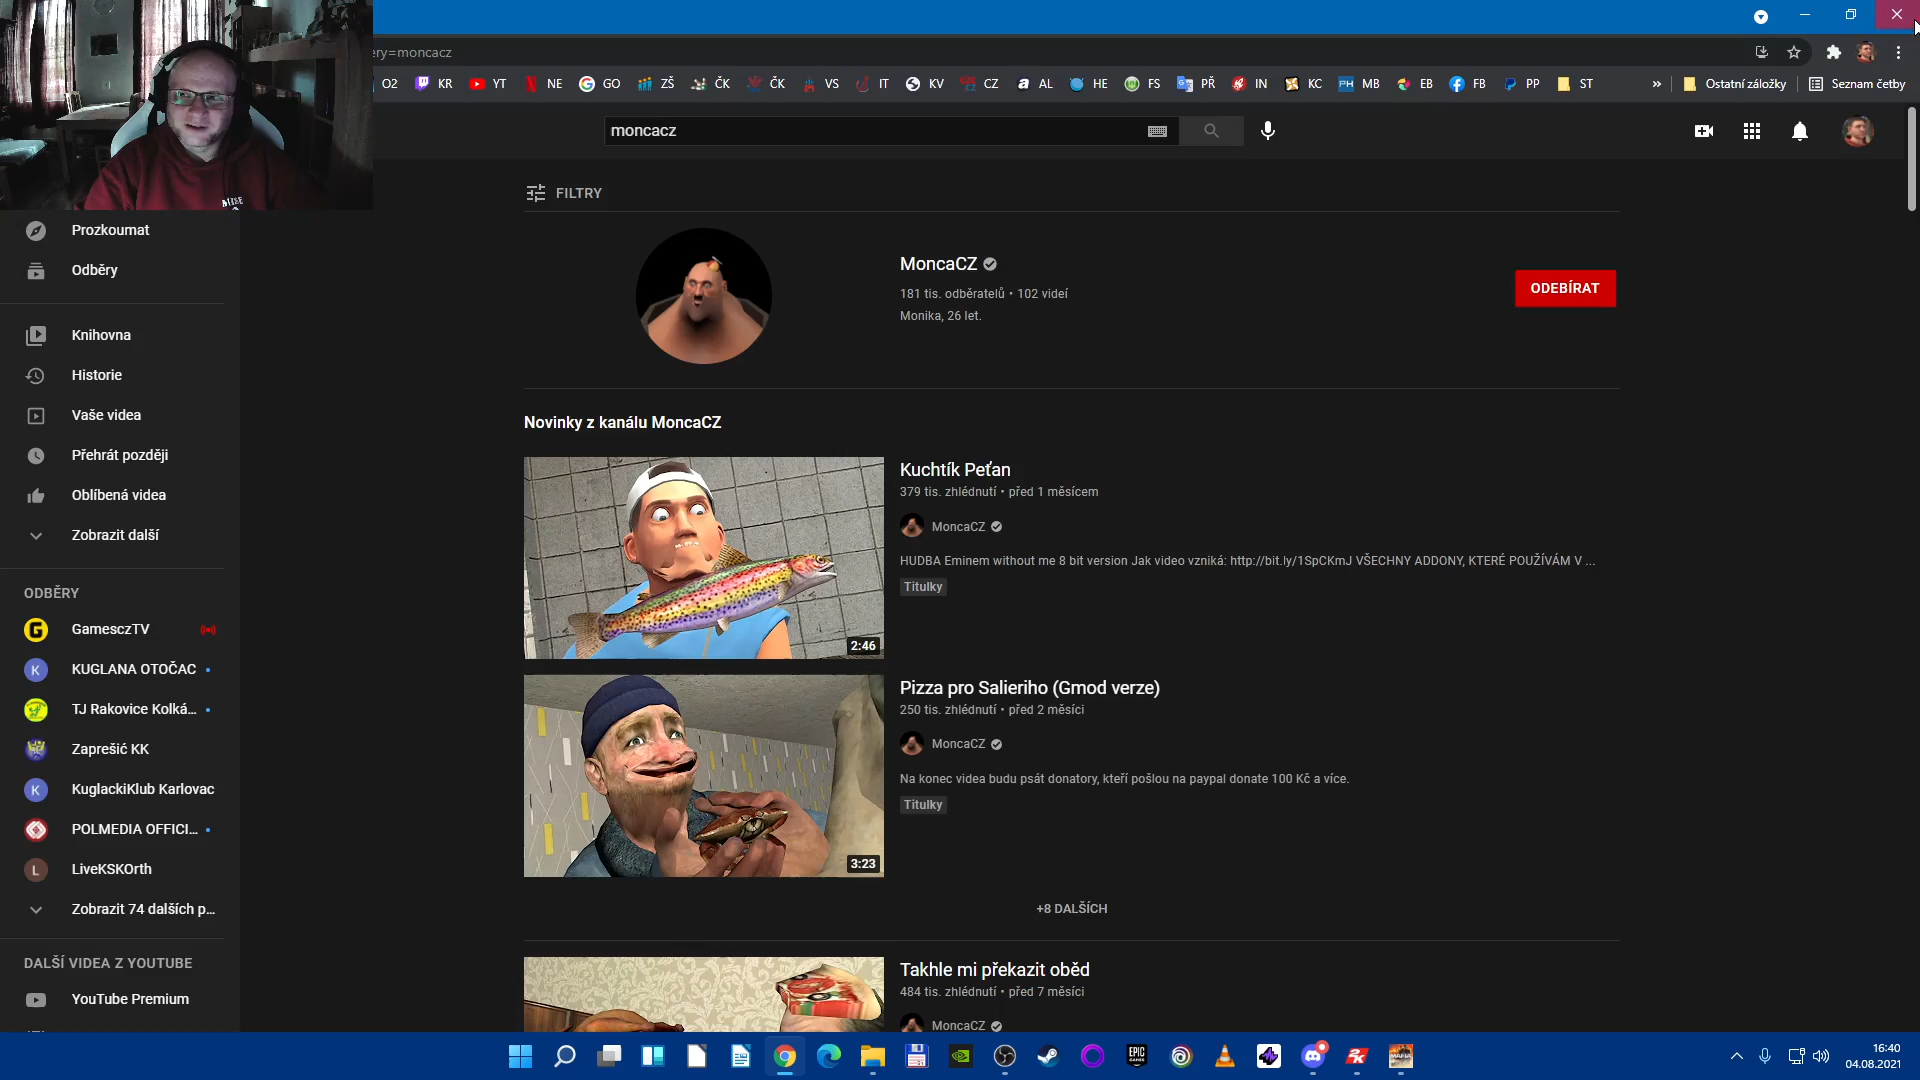 ery=moncacz
O2 KR YT NE GO ZŠ ČK ČK VS IT KV CZ AL HE FS PŘ IN KC MB EB FB PP ST » Ostatní záložky Seznam četby
moncacz
FILTRY
Prozkoumat
Odběry
Knihovna
Historie
Vaše videa
Přehrát později
Oblíbená videa
Zobrazit další
ODBĚRY
GamesczTV
KUGLANA OTOČAC
TJ Rakovice Kolká...
Zaprešić KK
KuglackiKlub Karlovac
POLMEDIA OFFICI...
LiveKSKOrth
Zobrazit 74 dalších p...
DALŠÍ VIDEA Z YOUTUBE
YouTube Premium
MoncaCZ
181 tis. odběratelů • 102 videí
Monika, 26 let.
ODEBÍRAT
Novinky z kanálu MoncaCZ
2:46
Kuchtík Peťan
379 tis. zhlédnutí • před 1 měsícem
MoncaCZ
HUDBA Eminem without me 8 bit version Jak video vzniká: http://bit.ly/1SpCKmJ VŠECHNY ADDONY, KTERÉ POUŽÍVÁM V ...
Titulky
3:23
Pizza pro Salieriho (Gmod verze)
250 tis. zhlédnutí • před 2 měsíci
MoncaCZ
Na konec videa budu psát donatory, kteří pošlou na paypal donate 100 Kč a více.
Titulky
+8 DALŠÍCH
Takhle mi překazit oběd
484 tis. zhlédnutí • před 7 měsíci
MoncaCZ
EPIC
GAMES
2K
MAFIA
16:40
04.08.2021